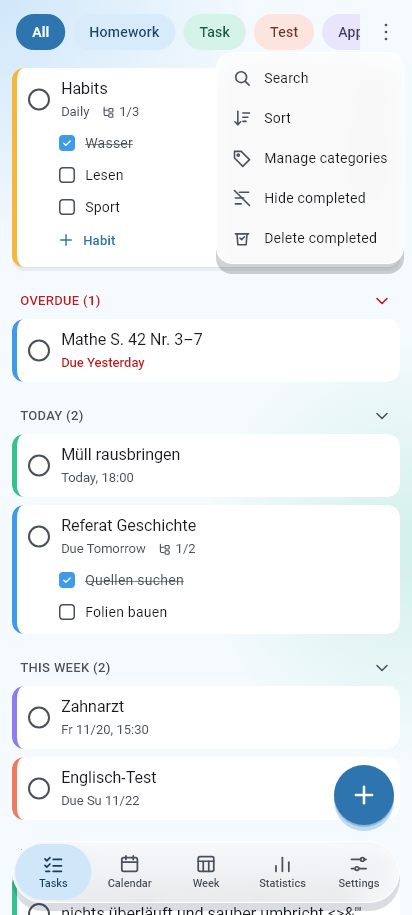 All
Homework
Task
Test
App
Search
Sort
Manage categories
Hide completed
Delete completed
Habits
Daily 1/3
Wasser
Lesen
Sport
+ Habit
OVERDUE (1)
Mathe S. 42 Nr. 3–7
Due Yesterday
TODAY (2)
Müll rausbringen
Today, 18:00
Referat Geschichte
Due Tomorrow 1/2
Quellen suchen
Folien bauen
THIS WEEK (2)
Zahnarzt
Fr 11/20, 15:30
Englisch-Test
Due Su 11/22
Tasks
Calendar
Week
Statistics
Settings
nichts überläuft und sauber umbricht <>&"'